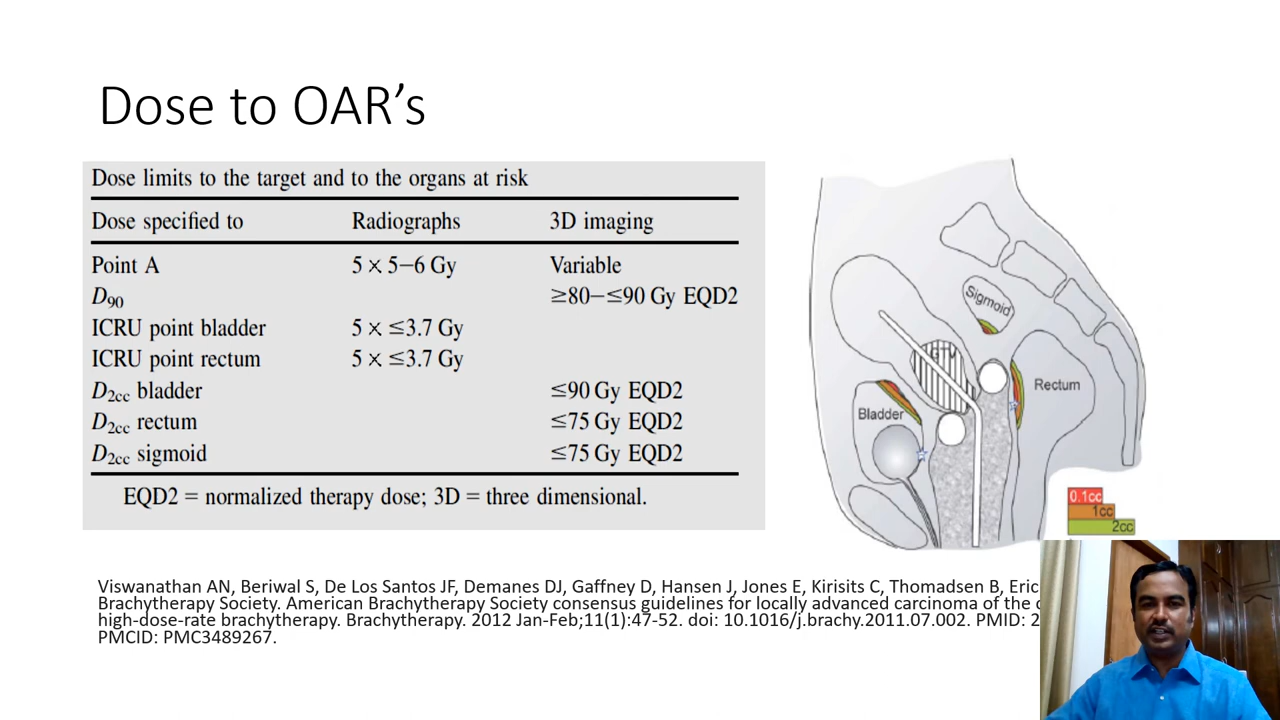 Dose to OAR’s
Dose limits to the target and to the organs at risk
Dose specified to Radiographs 3D imaging
Point A 5 × 5–6 Gy Variable
D90 ≥80–≤90 Gy EQD2
ICRU point bladder 5 × ≤3.7 Gy
ICRU point rectum 5 × ≤3.7 Gy
D2cc bladder ≤90 Gy EQD2
D2cc rectum ≤75 Gy EQD2
D2cc sigmoid ≤75 Gy EQD2
EQD2 = normalized therapy dose; 3D = three dimensional.
Sigmoid
GTV
Rectum
Bladder
0.1cc
1cc
2cc
Viswanathan AN, Beriwal S, De Los Santos JF, Demanes DJ, Gaffney D, Hansen J, Jones E, Kirisits C, Thomadsen B, Eric
Brachytherapy Society. American Brachytherapy Society consensus guidelines for locally advanced carcinoma of the
high-dose-rate brachytherapy. Brachytherapy. 2012 Jan-Feb;11(1):47-52. doi: 10.1016/j.brachy.2011.07.002. PMID: 2
PMCID: PMC3489267.